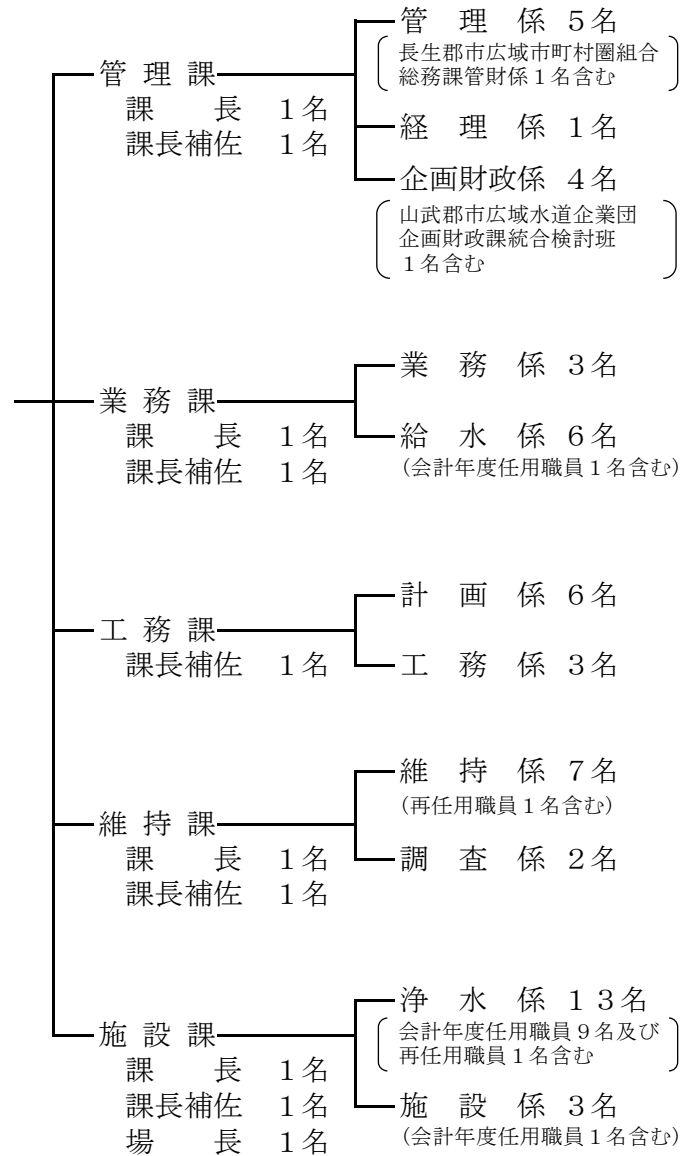 管理係 5名
長生郡市広域市町村圏組合
総務課管財係1名含む
管理課
課長 1名
課長補佐 1名
経理係 1名
企画財政係 4名
山武郡市広域水道企業団
企画財政課統合検討班
1名含む
業務係 3名
業務課
課長 1名
課長補佐 1名
給水係 6名
(会計年度任用職員1名含む)
計画係 6名
工務課
課長補佐 1名
工務係 3名
維持係 7名
(再任用職員1名含む)
維持課
課長 1名
課長補佐 1名
調査係 2名
浄水係 13名
会計年度任用職員9名及び
再任用職員1名含む
施設課
課長 1名
課長補佐 1名
場長 1名
施設係 3名
(会計年度任用職員1名含む)